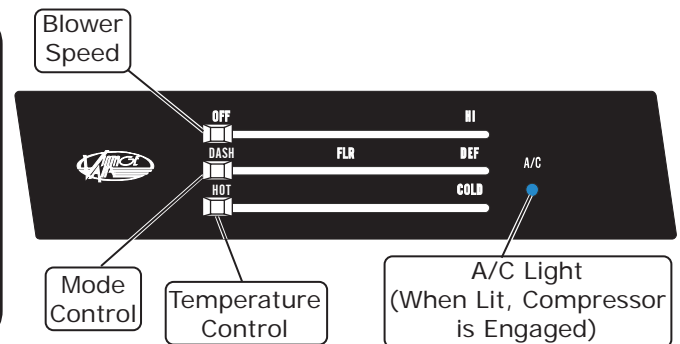 Blower
Speed
OFF HI
DASH FLR DEF
A/C
HOT COLD
Mode
Control
Temperature
Control
A/C Light
(When Lit, Compressor
is Engaged)